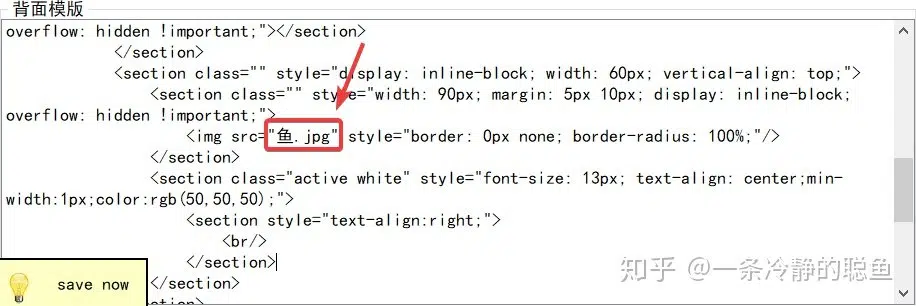 背面模版
overflow: hidden !important;"></section>
</section>
<section class="" style="display: inline-block; width: 60px; vertical-align: top;">
<section class="" style="width: 90px; margin: 5px 10px; display: inline-block;
overflow: hidden !important;">
<img src="鱼.jpg" style="border: 0px none; border-radius: 100%;"/>
</section>
<section class="active white" style="font-size: 13px; text-align: center;min-
width:1px;color:rgb(50,50,50);">
<section style="text-align:right;">
<br/>
</section>
</section>
save now
知乎 @一条冷静的聪鱼